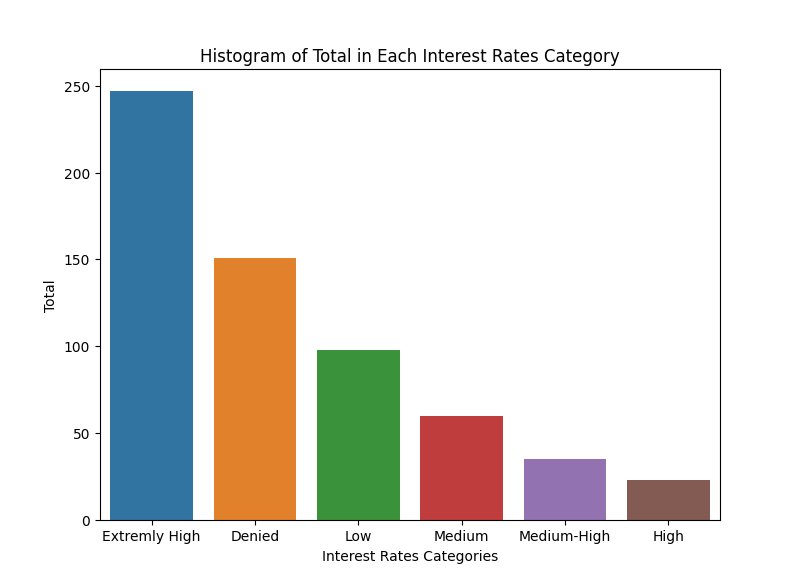 Histogram of Total in Each Interest Rates Category
250
200
150
100
50
0
Total
Extremly High Denied Low Medium Medium-High High
Interest Rates Categories